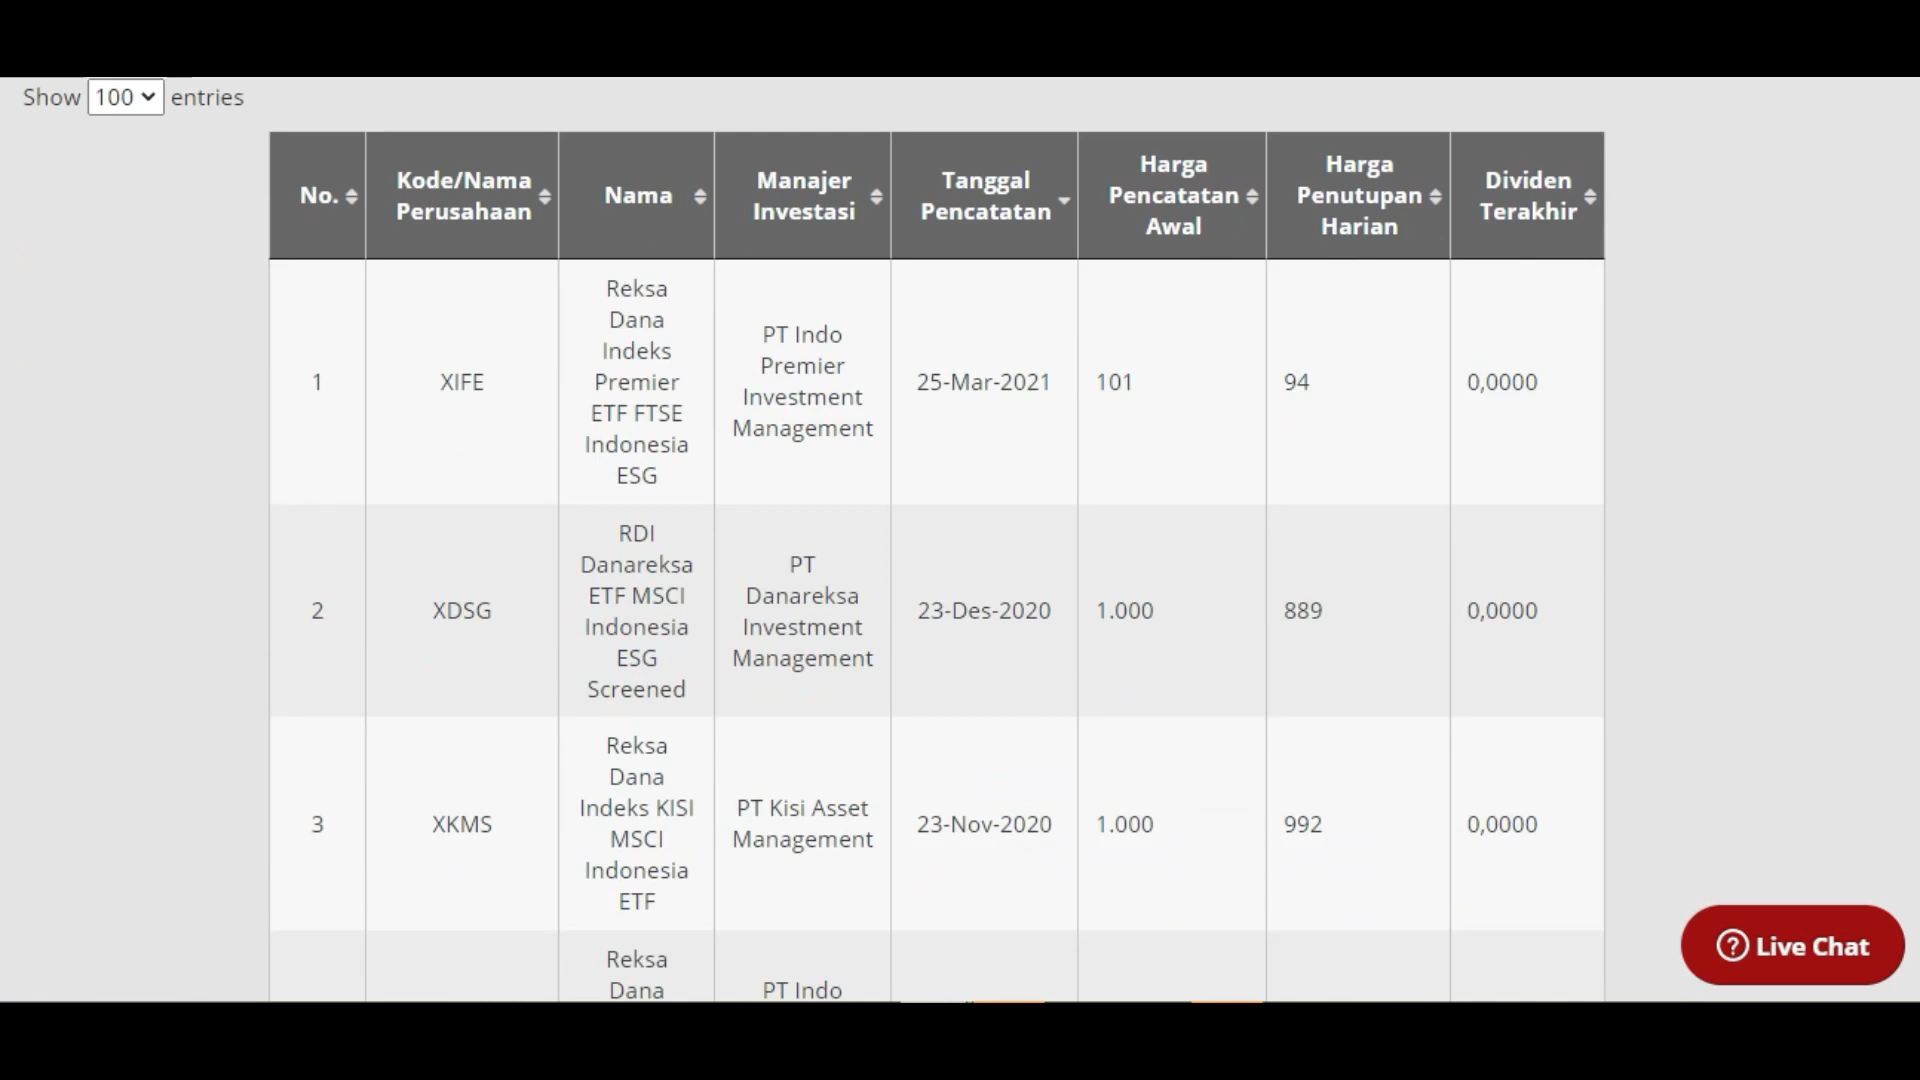 Show 100 entries
No.
Kode/Nama
Perusahaan
Nama
Manajer
Investasi
Tanggal
Pencatatan
Harga
Pencatatan
Awal
Harga
Penutupan
Harian
Dividen
Terakhir
1
XIFE
Reksa
Dana
Indeks
Premier
ETF FTSE
Indonesia
ESG
PT Indo
Premier
Investment
Management
25-Mar-2021
101
94
0,0000
2
XDSG
RDI
Danareksa
ETF MSCI
Indonesia
ESG
Screened
PT
Danareksa
Investment
Management
23-Des-2020
1.000
889
0,0000
3
XKMS
Reksa
Dana
Indeks KISI
MSCI
Indonesia
ETF
PT Kisi Asset
Management
23-Nov-2020
1.000
992
0,0000
Reksa
Dana
PT Indo
Live Chat